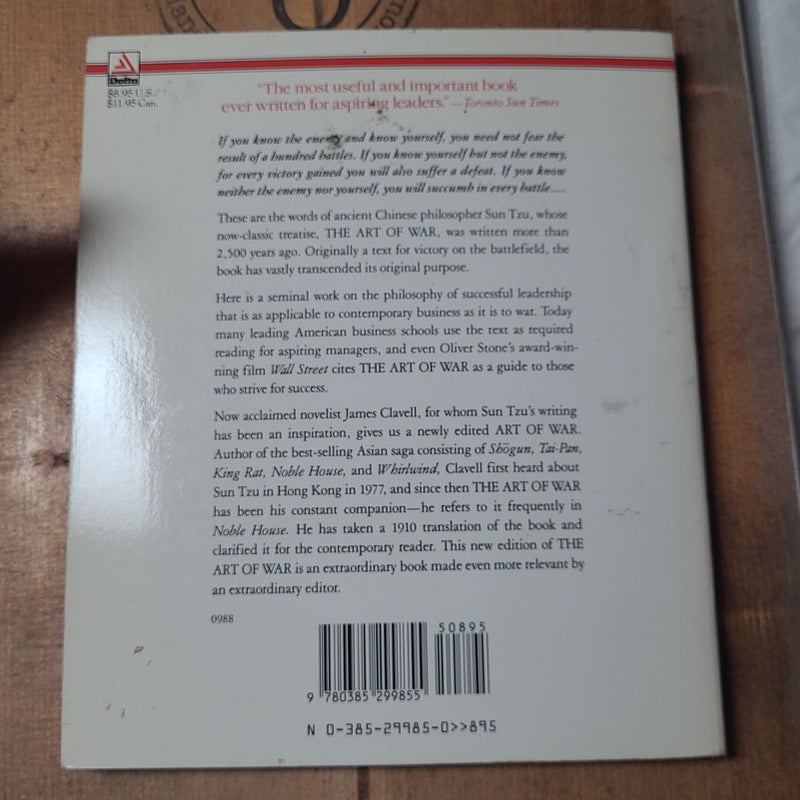 Delta
$8.95 U.S./
$11.95 Can.
"The most useful and important book
ever written for aspiring leaders."—Toronto Sun Times
If you know the enemy and know yourself, you need not fear the
result of a hundred battles. If you know yourself but not the enemy,
for every victory gained you will also suffer a defeat. If you know
neither the enemy nor yourself, you will succumb in every battle....
These are the words of ancient Chinese philosopher Sun Tzu, whose
now-classic treatise, THE ART OF WAR, was written more than
2,500 years ago. Originally a text for victory on the battlefield, the
book has vastly transcended its original purpose.
Here is a seminal work on the philosophy of successful leadership
that is as applicable to contemporary business as it is to war. Today
many leading American business schools use the text as required
reading for aspiring managers, and even Oliver Stone's award-win-
ning film Wall Street cites THE ART OF WAR as a guide to those
who strive for success.
Now acclaimed novelist James Clavell, for whom Sun Tzu's writing
has been an inspiration, gives us a newly edited ART OF WAR.
Author of the best-selling Asian saga consisting of Shōgun, Tai-Pan,
King Rat, Noble House, and Whirlwind, Clavell first heard about
Sun Tzu in Hong Kong in 1977, and since then THE ART OF WAR
has been his constant companion—he refers to it frequently in
Noble House. He has taken a 1910 translation of the book and
clarified it for the contemporary reader. This new edition of THE
ART OF WAR is an extraordinary book made even more relevant by
an extraordinary editor.
0988
50895
9 780385 299855
N 0-385-29985-0>>895